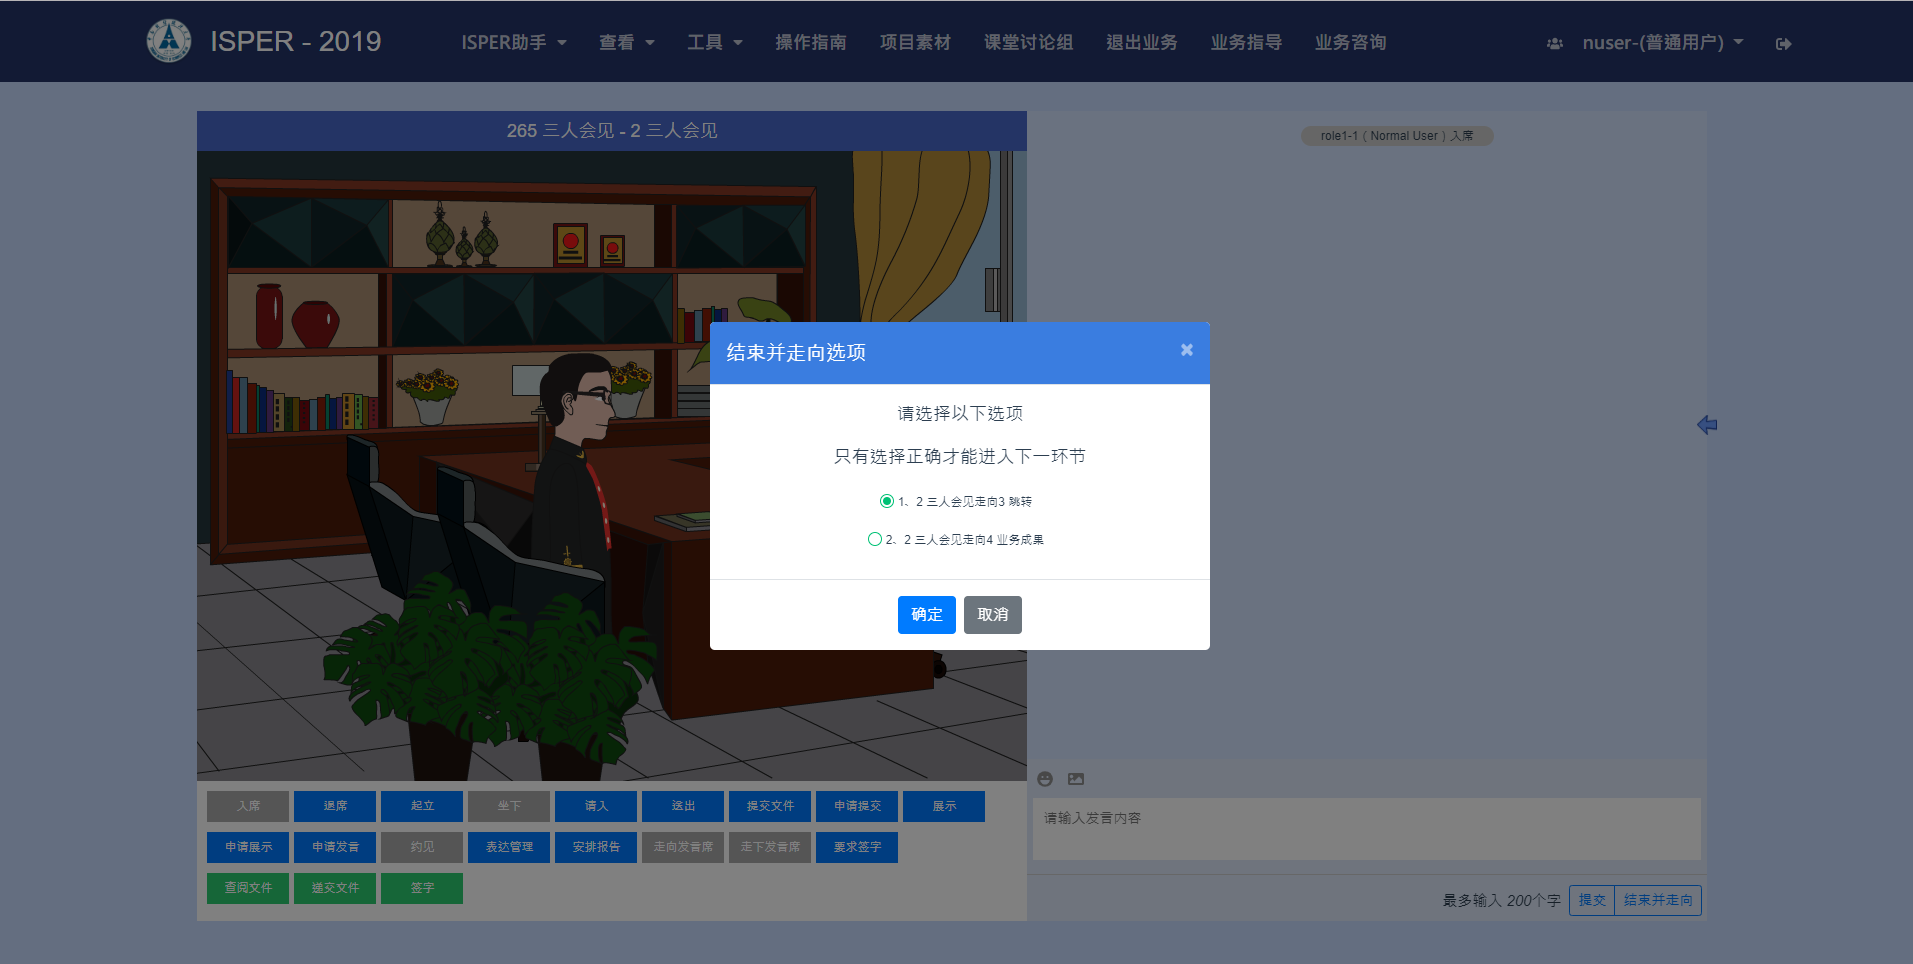 ISPER - 2019
ISPER助手 查看 工具 操作指南 项目素材 课堂讨论组 退出业务 业务指导 业务咨询 nuser-(普通用户)
265 三人会见 - 2 三人会见
role1-1（Normal User）入席
结束并走向选项
请选择以下选项
只有选择正确才能进入下一环节
1、2 三人会见走向3 跳转
2、2 三人会见走向4 业务成果
确定 取消
入席 退席 起立 坐下 请入 送出 提交文件 申请提交 展示
申请展示 申请发言 约见 表达管理 安排报告 走向发言席 走下发言席 要求签字
查阅文件 递交文件 签字
请输入发言内容
最多输入 200个字 提交 结束并走向